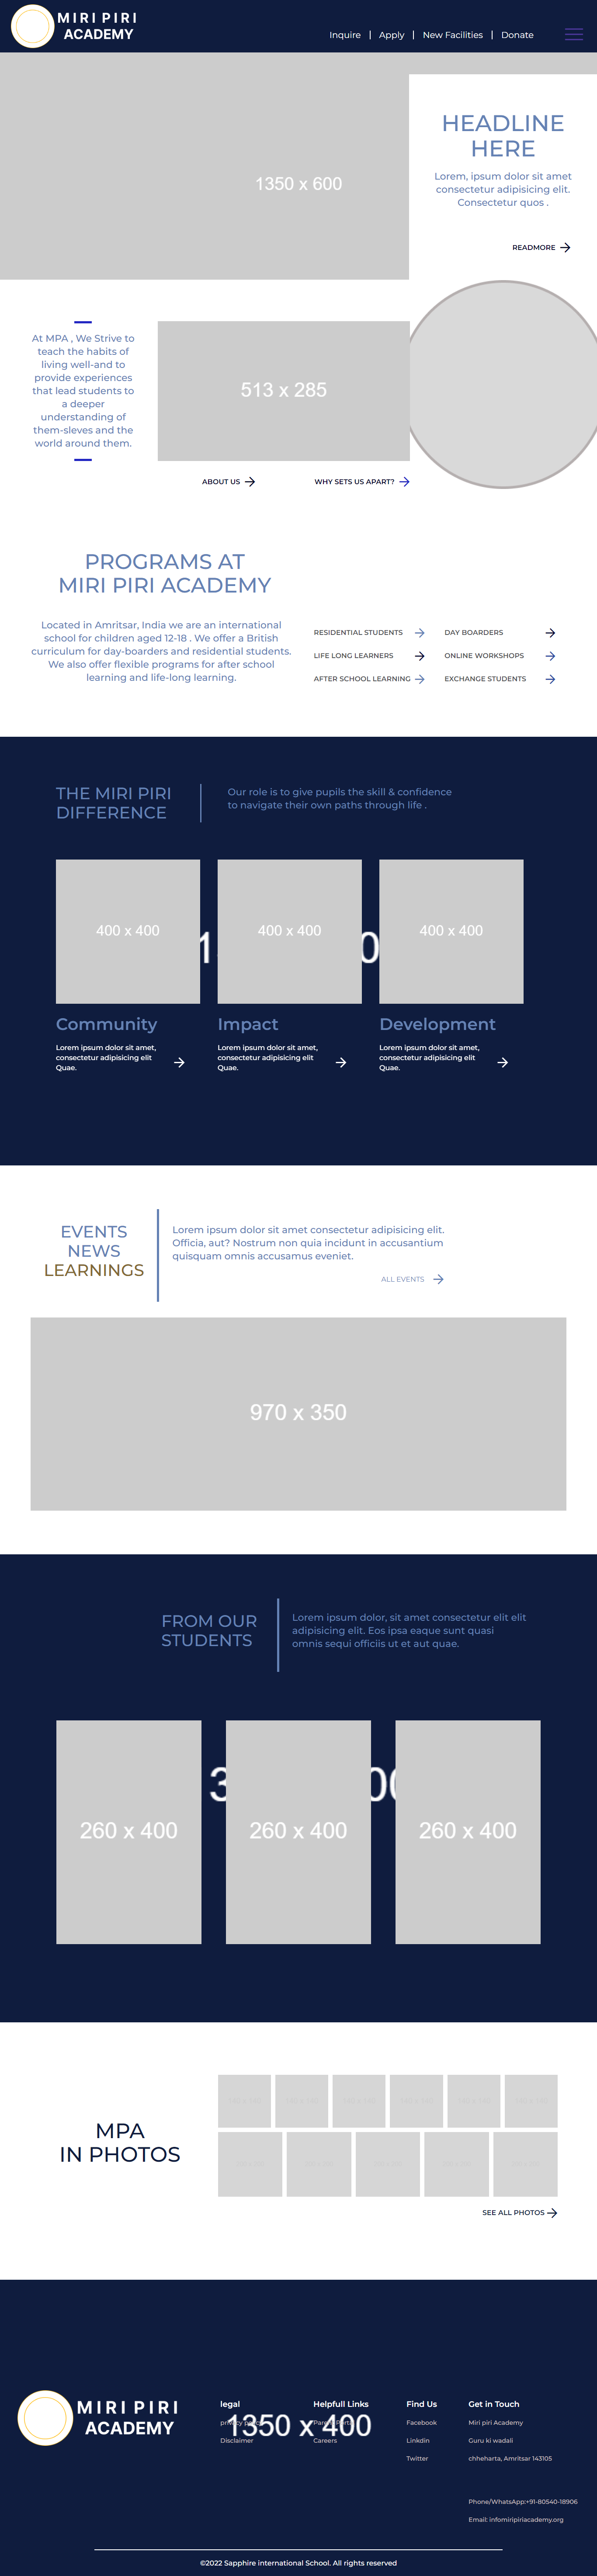 MIRI PIRI
ACADEMY
Inquire | Apply | New Facilities | Donate
1350 x 600
HEADLINE
HERE
Lorem, ipsum dolor sit amet
consectetur adipisicing elit.
Consectetur quos .
READMORE
At MPA , We Strive to
teach the habits of
living well-and to
provide experiences
that lead students to
a deeper
understanding of
them-sleves and the
world around them.
513 x 285
ABOUT US
WHY SETS US APART?
PROGRAMS AT
MIRI PIRI ACADEMY
Located in Amritsar, India we are an international
school for children aged 12-18 . We offer a British
curriculum for day-boarders and residential students.
We also offer flexible programs for after school
learning and life-long learning.
RESIDENTIAL STUDENTS
DAY BOARDERS
LIFE LONG LEARNERS
ONLINE WORKSHOPS
AFTER SCHOOL LEARNING
EXCHANGE STUDENTS
THE MIRI PIRI
DIFFERENCE
Our role is to give pupils the skill & confidence
to navigate their own paths through life .
400 x 400
400 x 400
400 x 400
Community
Lorem ipsum dolor sit amet,
consectetur adipisicing elit
Quae.
Impact
Lorem ipsum dolor sit amet,
consectetur adipisicing elit
Quae.
Development
Lorem ipsum dolor sit amet,
consectetur adipisicing elit
Quae.
EVENTS
NEWS
LEARNINGS
Lorem ipsum dolor sit amet consectetur adipisicing elit.
Officia, aut? Nostrum non quia incidunt in accusantium
quisquam omnis accusamus eveniet.
ALL EVENTS
970 x 350
FROM OUR
STUDENTS
Lorem ipsum dolor, sit amet consectetur elit elit
adipisicing elit. Eos ipsa eaque sunt quasi
omnis sequi officiis ut et aut quae.
260 x 400
260 x 400
260 x 400
MPA
IN PHOTOS
SEE ALL PHOTOS
MIRI PIRI
ACADEMY
1350 x 400
legal
Disclaimer
Helpfull Links
Careers
Find Us
Facebook
Linkdin
Twitter
Get in Touch
Miri piri Academy
Guru ki wadali
chheharta, Amritsar 143105
Phone/WhatsApp:+91-80540-18906
Email: infomiripiriacademy.org
©2022 Sapphire international School. All rights reserved